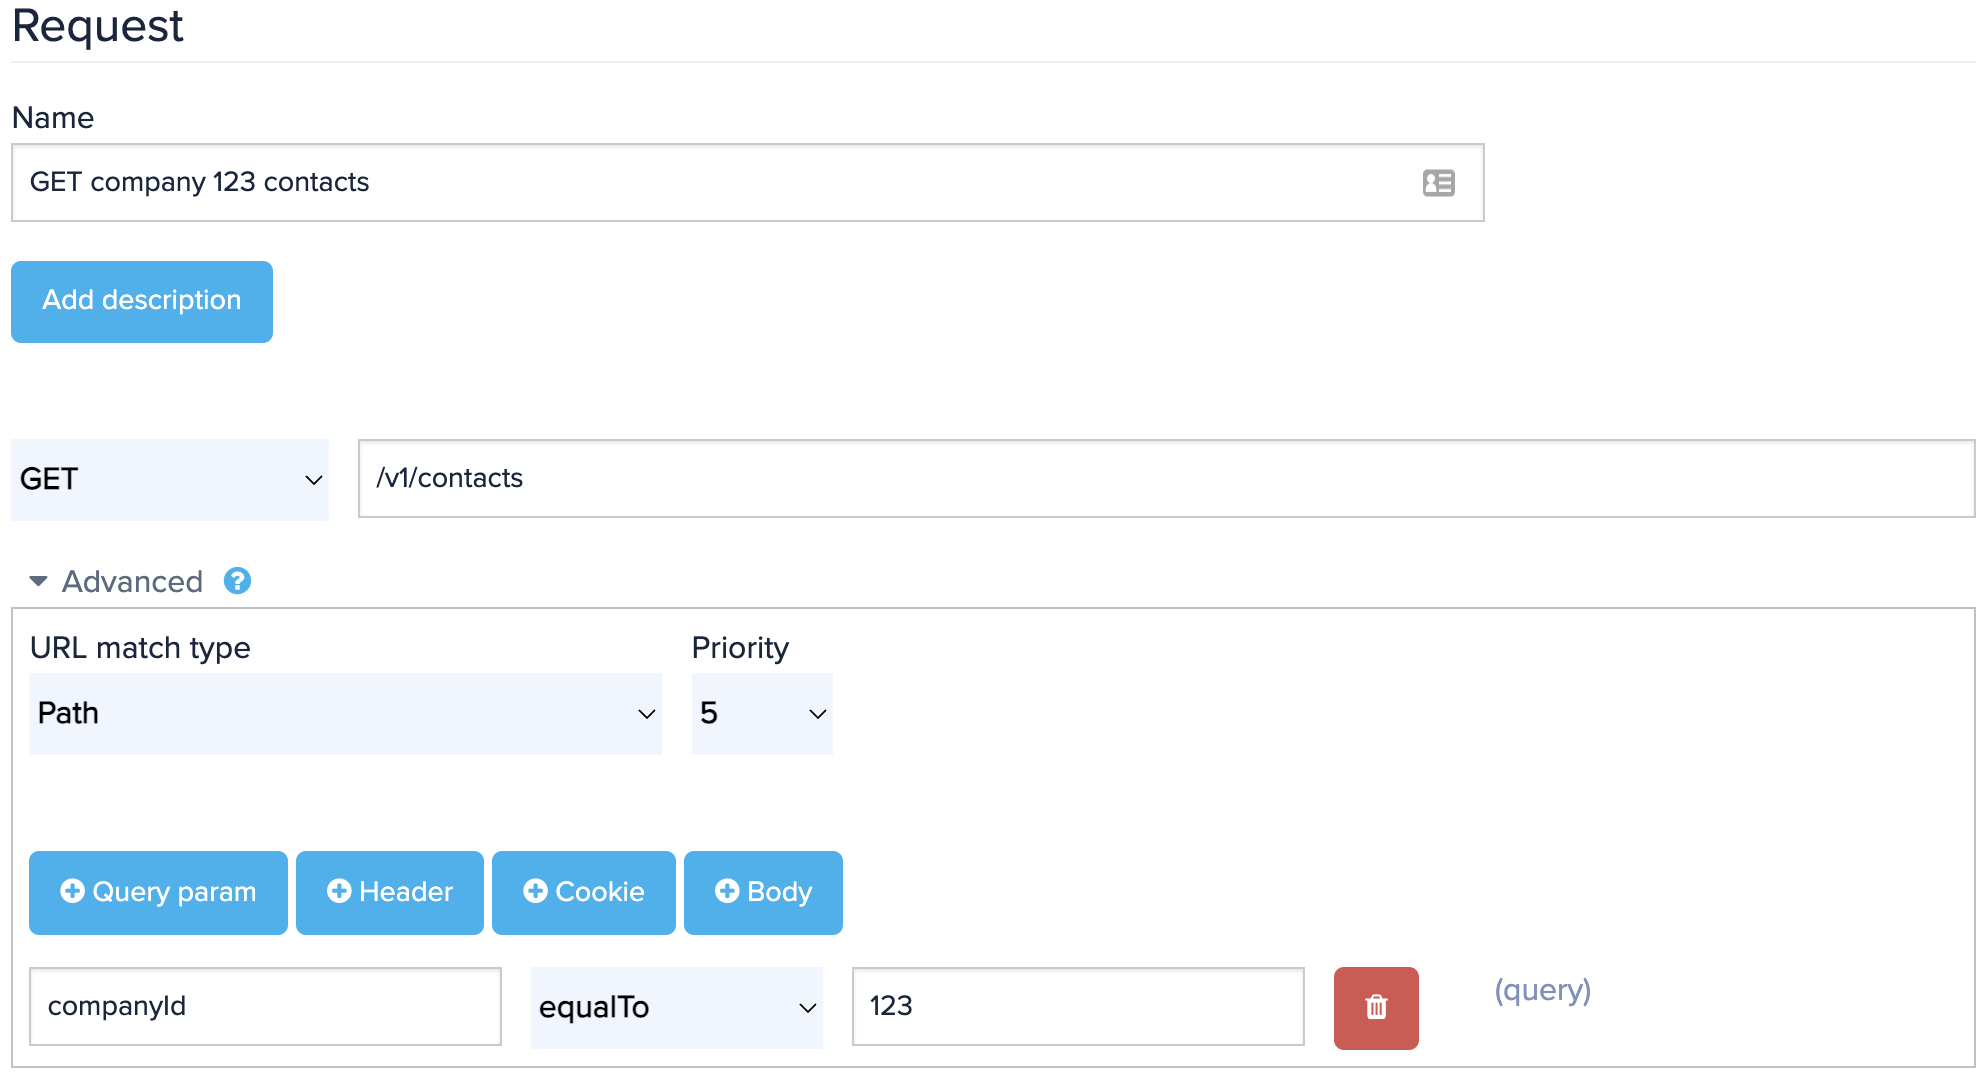 Request
Name
GET company 123 contacts
Add description
GET
/v1/contacts
Advanced ?
URL match type Priority
Path 5
Query param Header Cookie Body
companyId equalTo 123 (query)